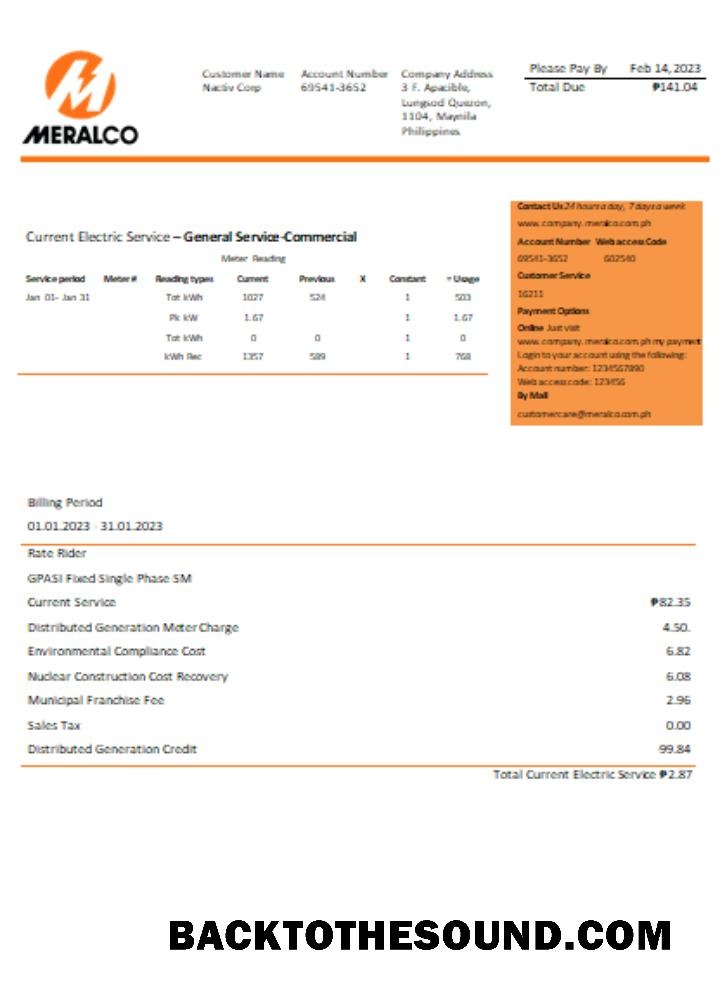 MERALCO
Customer Name Account Number Company Address
Nactiv Corp 69541-3652 3 F. Apacible,
Lungsod Quezon,
1104, Maynila
Philippines
Please Pay By Feb 14, 2023
Total Due ₱141.04
Current Electric Service – General Service-Commercial
Meter Reading
Service period Meter# Reading types Current Previous X Constant = Usage
Jan 01- Jan 31 Tot kWh 1027 524 1 503
Pk kW 1.67 1 1.67
Tot kWh 0 0 1 0
kWh Rec 1357 589 1 768
Contact Us 24 hours a day, 7 days a week
www.company.meralco.com.ph
Account Number Web access Code
69541-3652 602540
Customer Service
16211
Payment Options
Online Just visit
www.company.meralco.com.ph my payment
Login to your account using the following:
Account number: 1234567890
Web access code: 123456
By Mail
customercare@meralco.com.ph
Billing Period
01.01.2023 - 31.01.2023
Rate Rider
GPASI Fixed Single Phase SM
Current Service ₱82.35
Distributed Generation Meter Charge 4.50.
Environmental Compliance Cost 6.82
Nuclear Construction Cost Recovery 6.08
Municipal Franchise Fee 2.96
Sales Tax 0.00
Distributed Generation Credit 99.84
Total Current Electric Service ₱2.87
BACKTOTHESOUND.COM